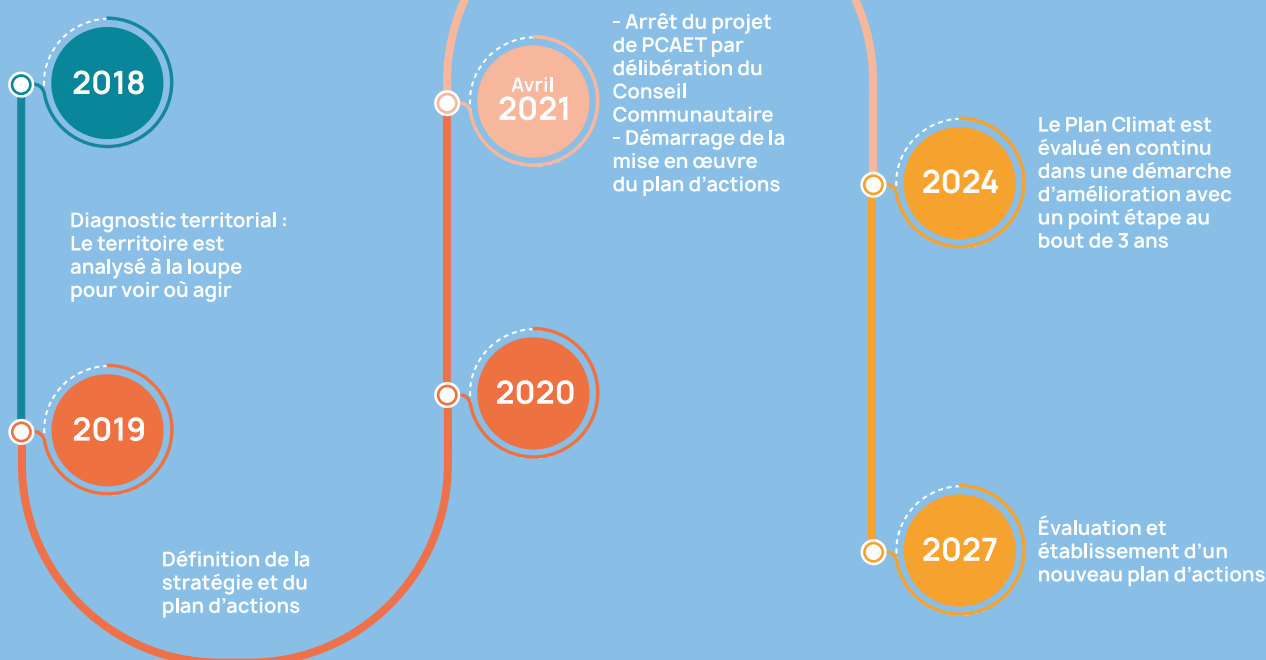 2018
Diagnostic territorial :
Le territoire est
analysé à la loupe
pour voir où agir
2019
Définition de la
stratégie et du
plan d'actions
2020
Avril
2021
- Arrêt du projet
de PCAET par
délibération du
Conseil
Communautaire
- Démarrage de la
mise en œuvre
du plan d'actions
2024
Le Plan Climat est
évalué en continu
dans une démarche
d'amélioration avec
un point étape au
bout de 3 ans
2027
Évaluation et
établissement d'un
nouveau plan d'actions